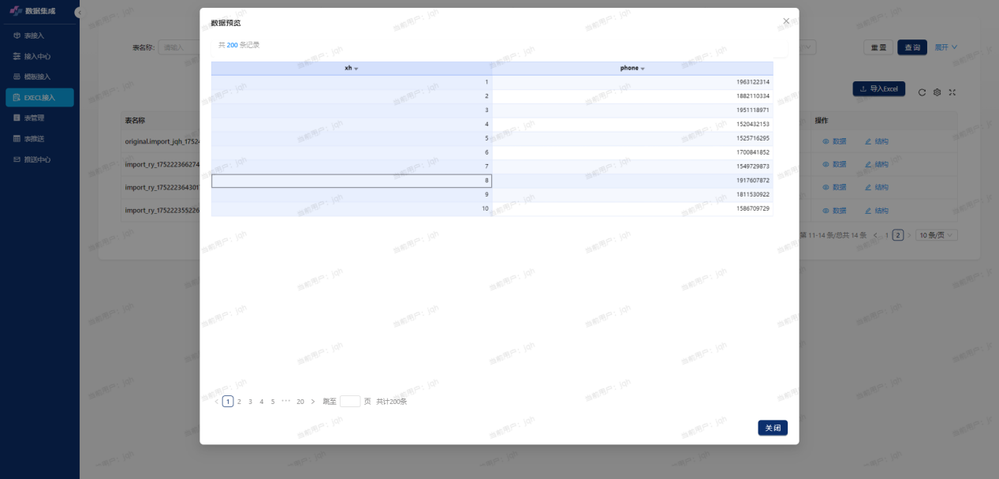 数据集成
表接入
接入中心
模板接入
EXECL接入
表管理
表推送
推送中心
表名称:
请输入
重 置
查 询
展开
导入Excel
表名称
操作
original.import_jqh_1752
数据
结构
import_ry_175222366274
数据
结构
import_ry_175222364301
数据
结构
import_ry_175222355226
数据
结构
第 11-14 条/总共 14 条
1
2
10 条/页
数据预览
共 200 条记录
xh
phone
1
1963122314
2
1882110334
3
1951118971
4
1520432153
5
1525716295
6
1700841852
7
1549729873
8
1917607872
9
1811530922
10
1586709729
1 2 3 4 5 ••• 20 跳至 页 共计200条
关 闭
当前用户：jqh